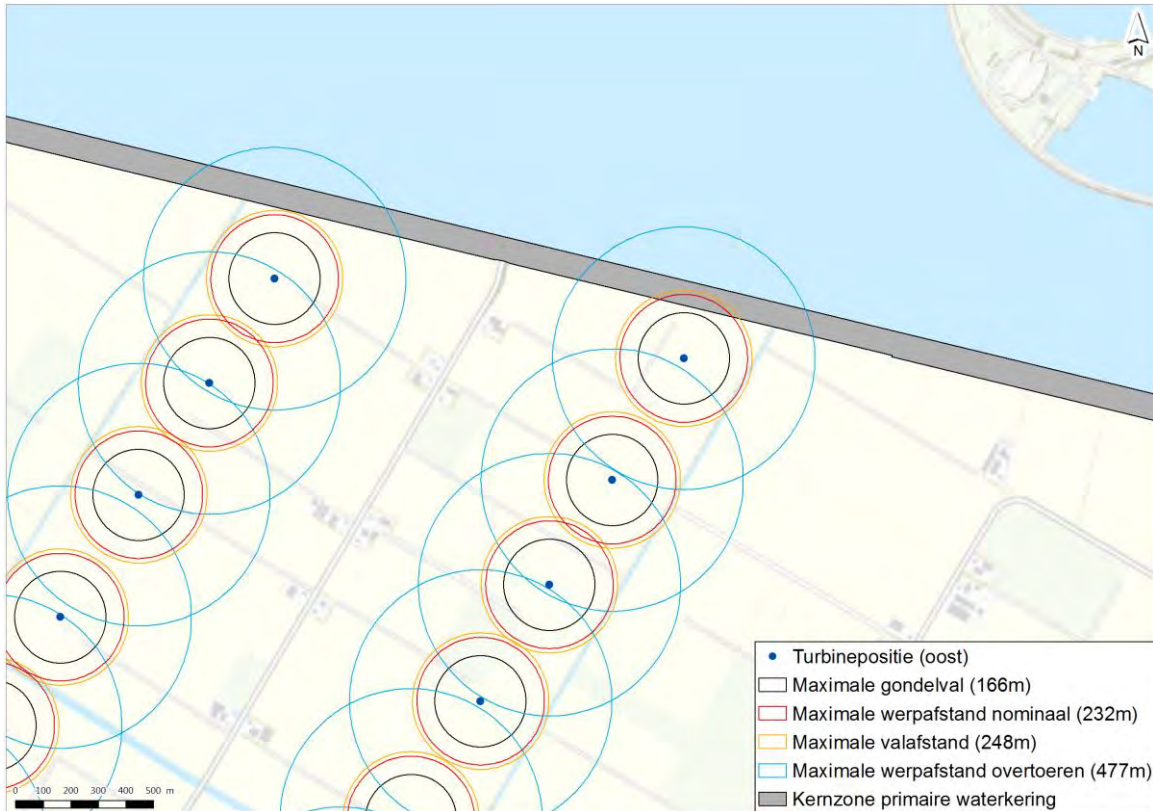 N
Turbinepositie (oost)
Maximale gondelval (166m)
Maximale werpafstand nominaal (232m)
Maximale valafstand (248m)
Maximale werpafstand overtoeren (477m)
Kernzone primaire waterkering
0 100 200 300 400 500 m